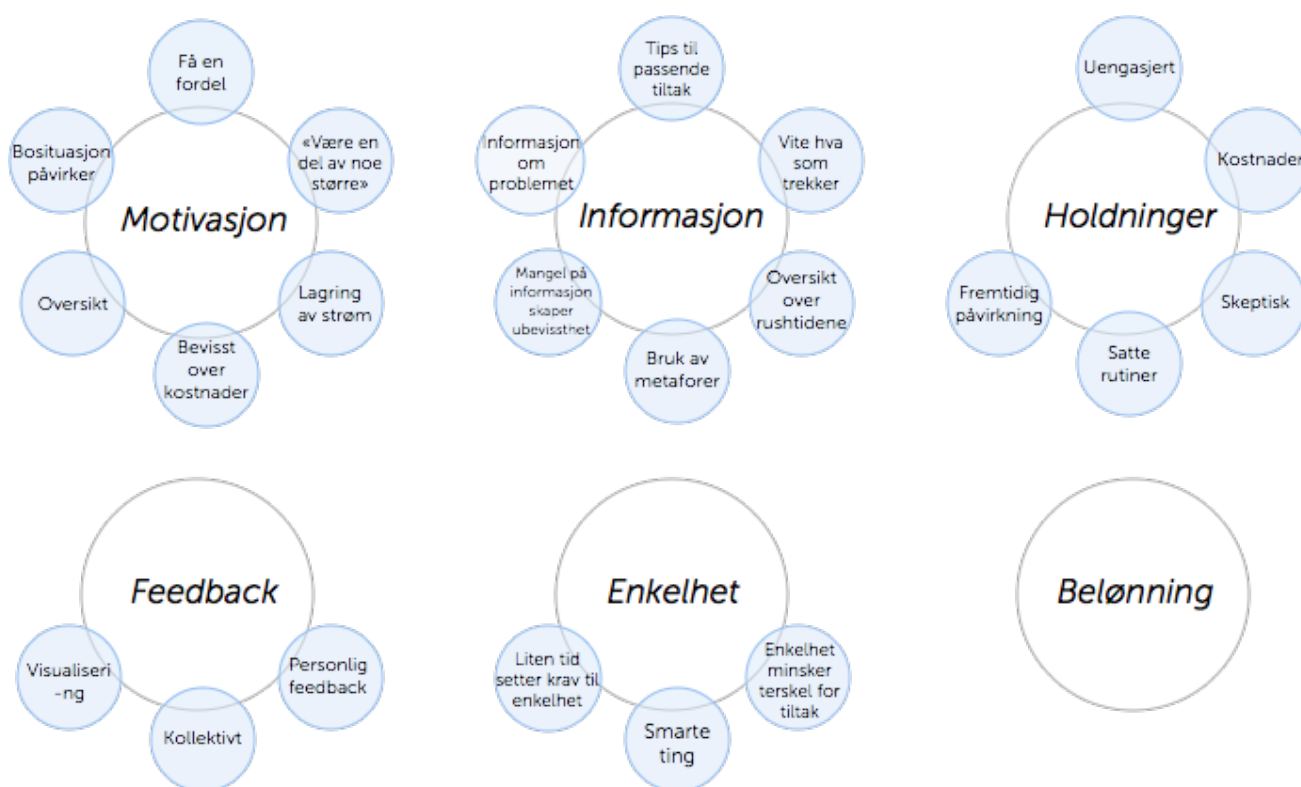 Få en
fordel
Bosituasjon
påvirker
«Være en
del av noe
større»
Motivasjon
Oversikt
Lagring
av strøm
Bevisst
over
kostnader
Tips til
passende
tiltak
Informasjon
om
problemet
Vite hva
som
trekker
Informasjon
Mangel på
informasjon
skaper
ubevissthet
Oversikt
over
rushtidene
Bruk av
metaforer
Uengasjert
Kostnader
Holdninger
Fremtidig
påvirkning
Skeptisk
Satte
rutiner
Feedback
Visualiseri
-ng
Personlig
feedback
Kollektivt
Enkelhet
Liten tid
setter krav til
enkelhet
Enkelhet
minsker
terskel for
tiltak
Smarte
ting
Belønning